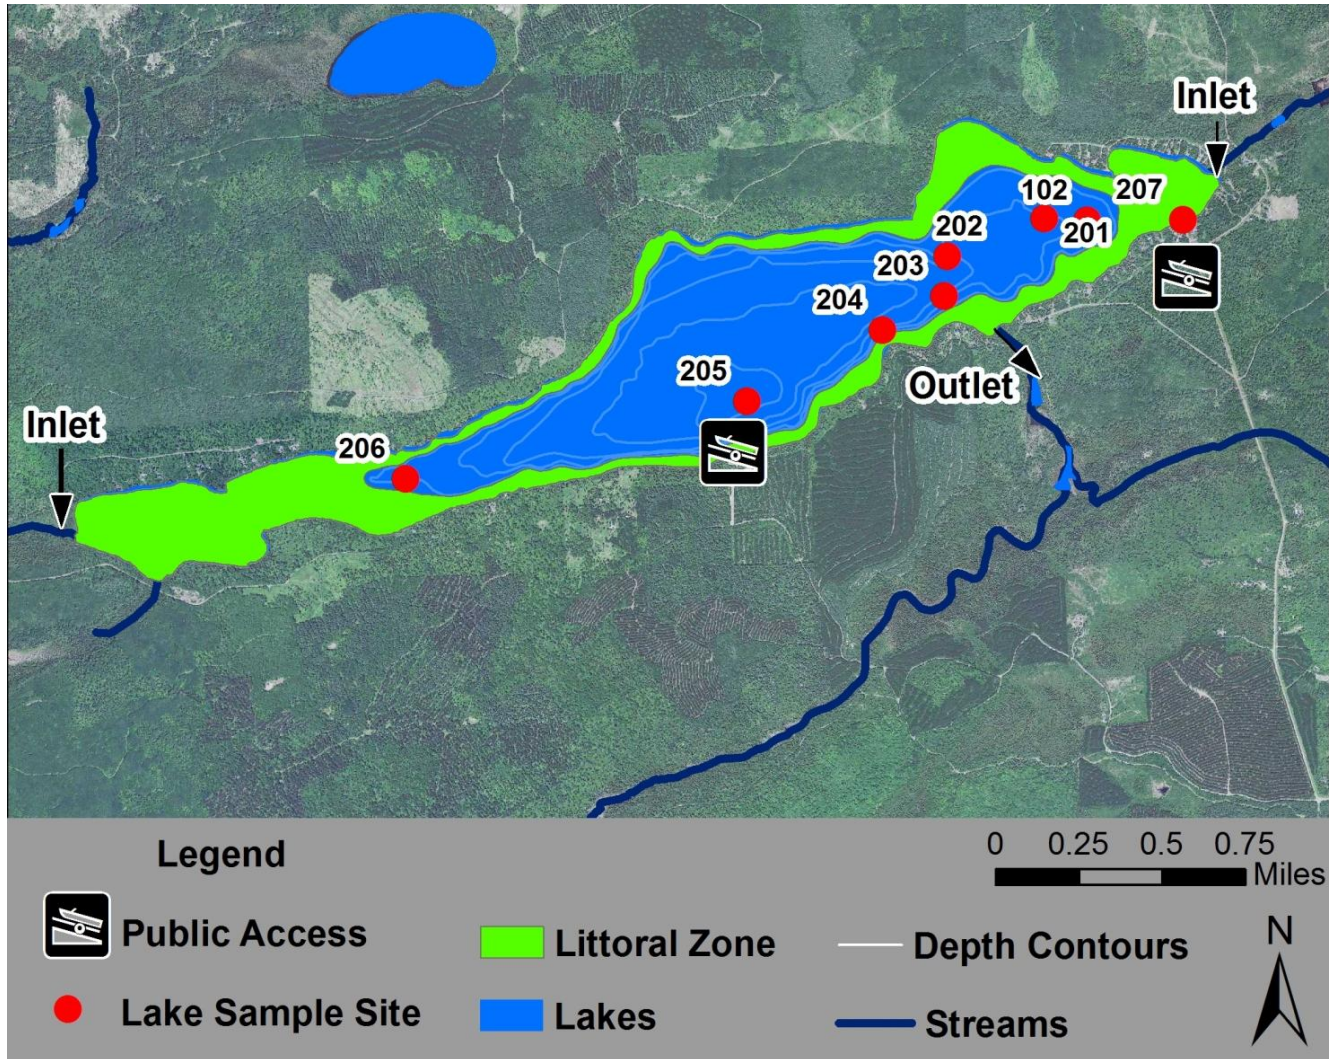 Inlet
102
207
202
201
203
204
205
Outlet
Inlet
206
Legend
0 0.25 0.5 0.75
Miles
Public Access
Littoral Zone
Depth Contours
N
Lake Sample Site
Lakes
Streams